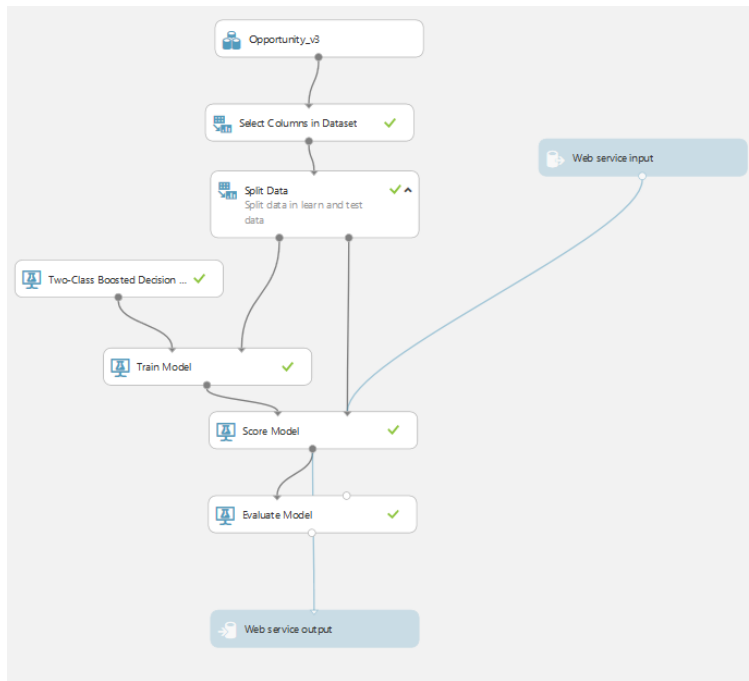 Opportunity_v3
Select Columns in Dataset
Web service input
Split Data
Split data in learn and test
data
Two-Class Boosted Decision ...
Train Model
Score Model
Evaluate Model
Web service output